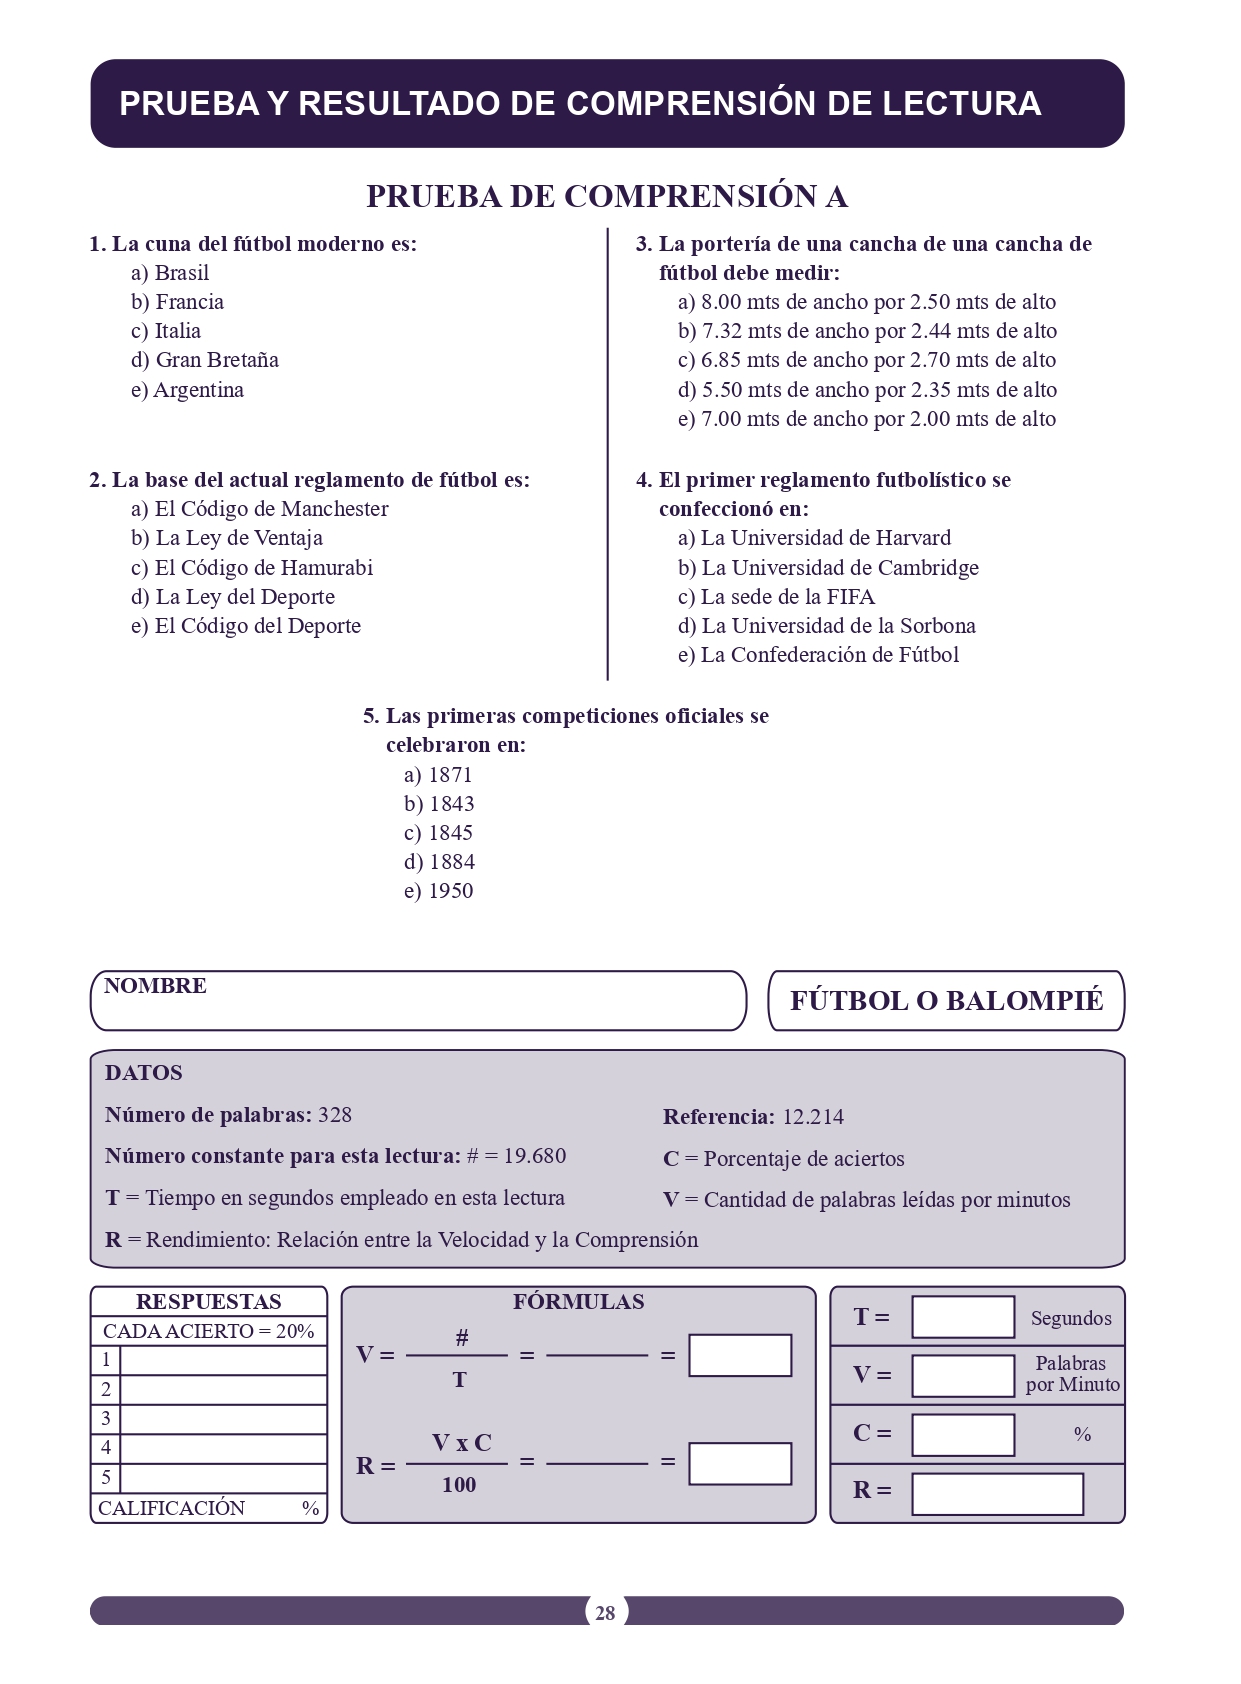 PRUEBA Y RESULTADO DE COMPRENSIÓN DE LECTURA
PRUEBA DE COMPRENSIÓN A
1. La cuna del fútbol moderno es:
a) Brasil
b) Francia
c) Italia
d) Gran Bretaña
e) Argentina
2. La base del actual reglamento de fútbol es:
a) El Código de Manchester
b) La Ley de Ventaja
c) El Código de Hamurabi
d) La Ley del Deporte
e) El Código del Deporte
3. La portería de una cancha de una cancha de
fútbol debe medir:
a) 8.00 mts de ancho por 2.50 mts de alto
b) 7.32 mts de ancho por 2.44 mts de alto
c) 6.85 mts de ancho por 2.70 mts de alto
d) 5.50 mts de ancho por 2.35 mts de alto
e) 7.00 mts de ancho por 2.00 mts de alto
4. El primer reglamento futbolístico se
confeccionó en:
a) La Universidad de Harvard
b) La Universidad de Cambridge
c) La sede de la FIFA
d) La Universidad de la Sorbona
e) La Confederación de Fútbol
5. Las primeras competiciones oficiales se
celebraron en:
a) 1871
b) 1843
c) 1845
d) 1884
e) 1950
NOMBRE
FÚTBOL O BALOMPIÉ
DATOS
Número de palabras: 328
Referencia: 12.214
Número constante para esta lectura: # = 19.680
C = Porcentaje de aciertos
T = Tiempo en segundos empleado en esta lectura
V = Cantidad de palabras leídas por minutos
R = Rendimiento: Relación entre la Velocidad y la Comprensión
RESPUESTAS
CADA ACIERTO = 20%
1
2
3
4
5
CALIFICACIÓN %
FÓRMULAS
#
V = = =
T
V x C
R = = =
100
T = Segundos
V = Palabras
por Minuto
C = %
R =
28